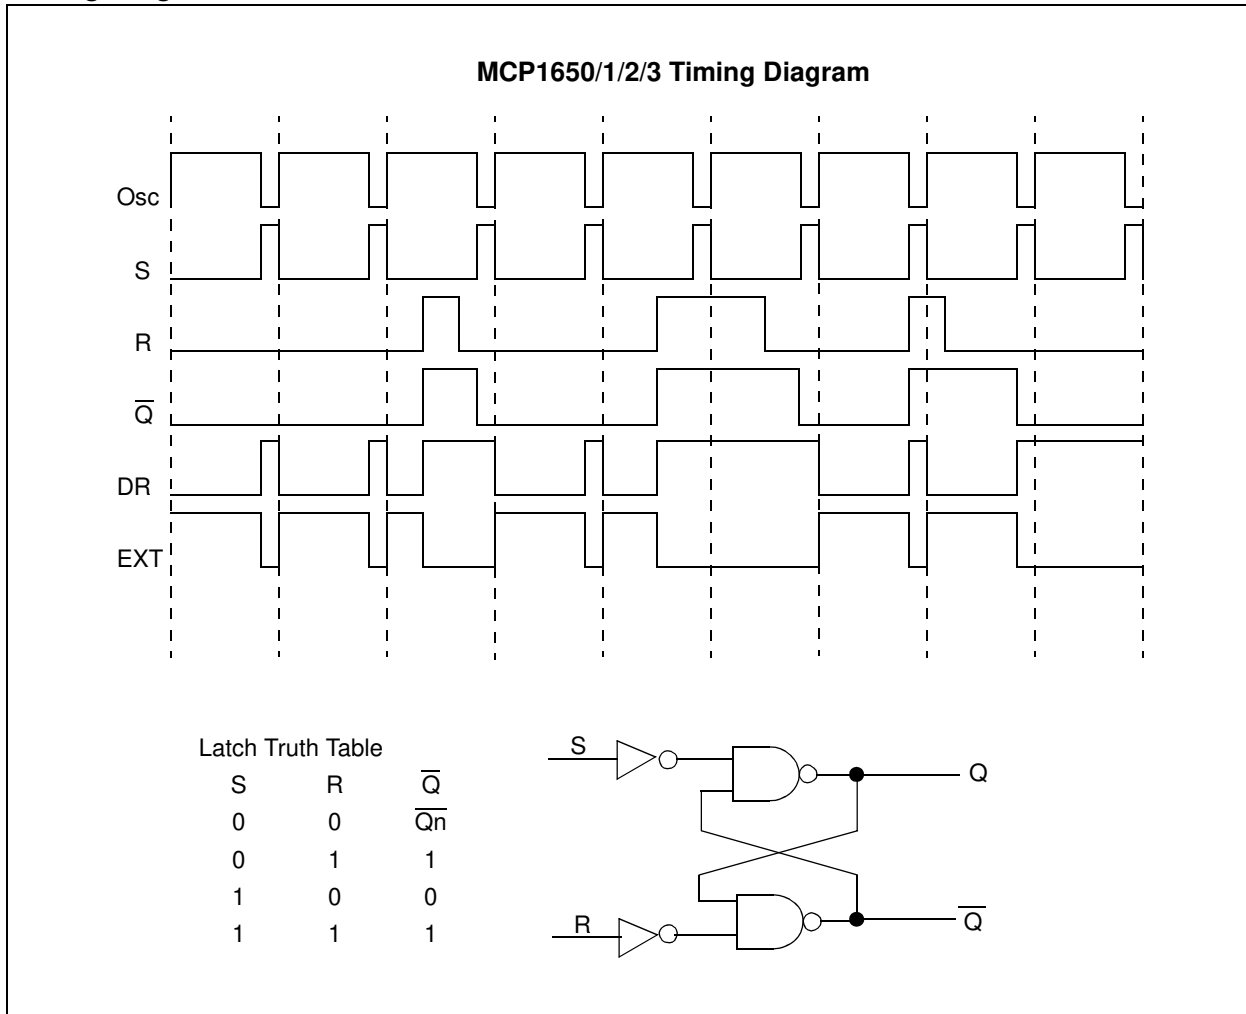 MCP1650/1/2/3 Timing Diagram
Osc
S
R
Q̅
DR
EXT
Latch Truth Table
S R Q̅
0 0 Q̅n̅
0 1 1
1 0 0
1 1 1
S
Q
R
Q̅